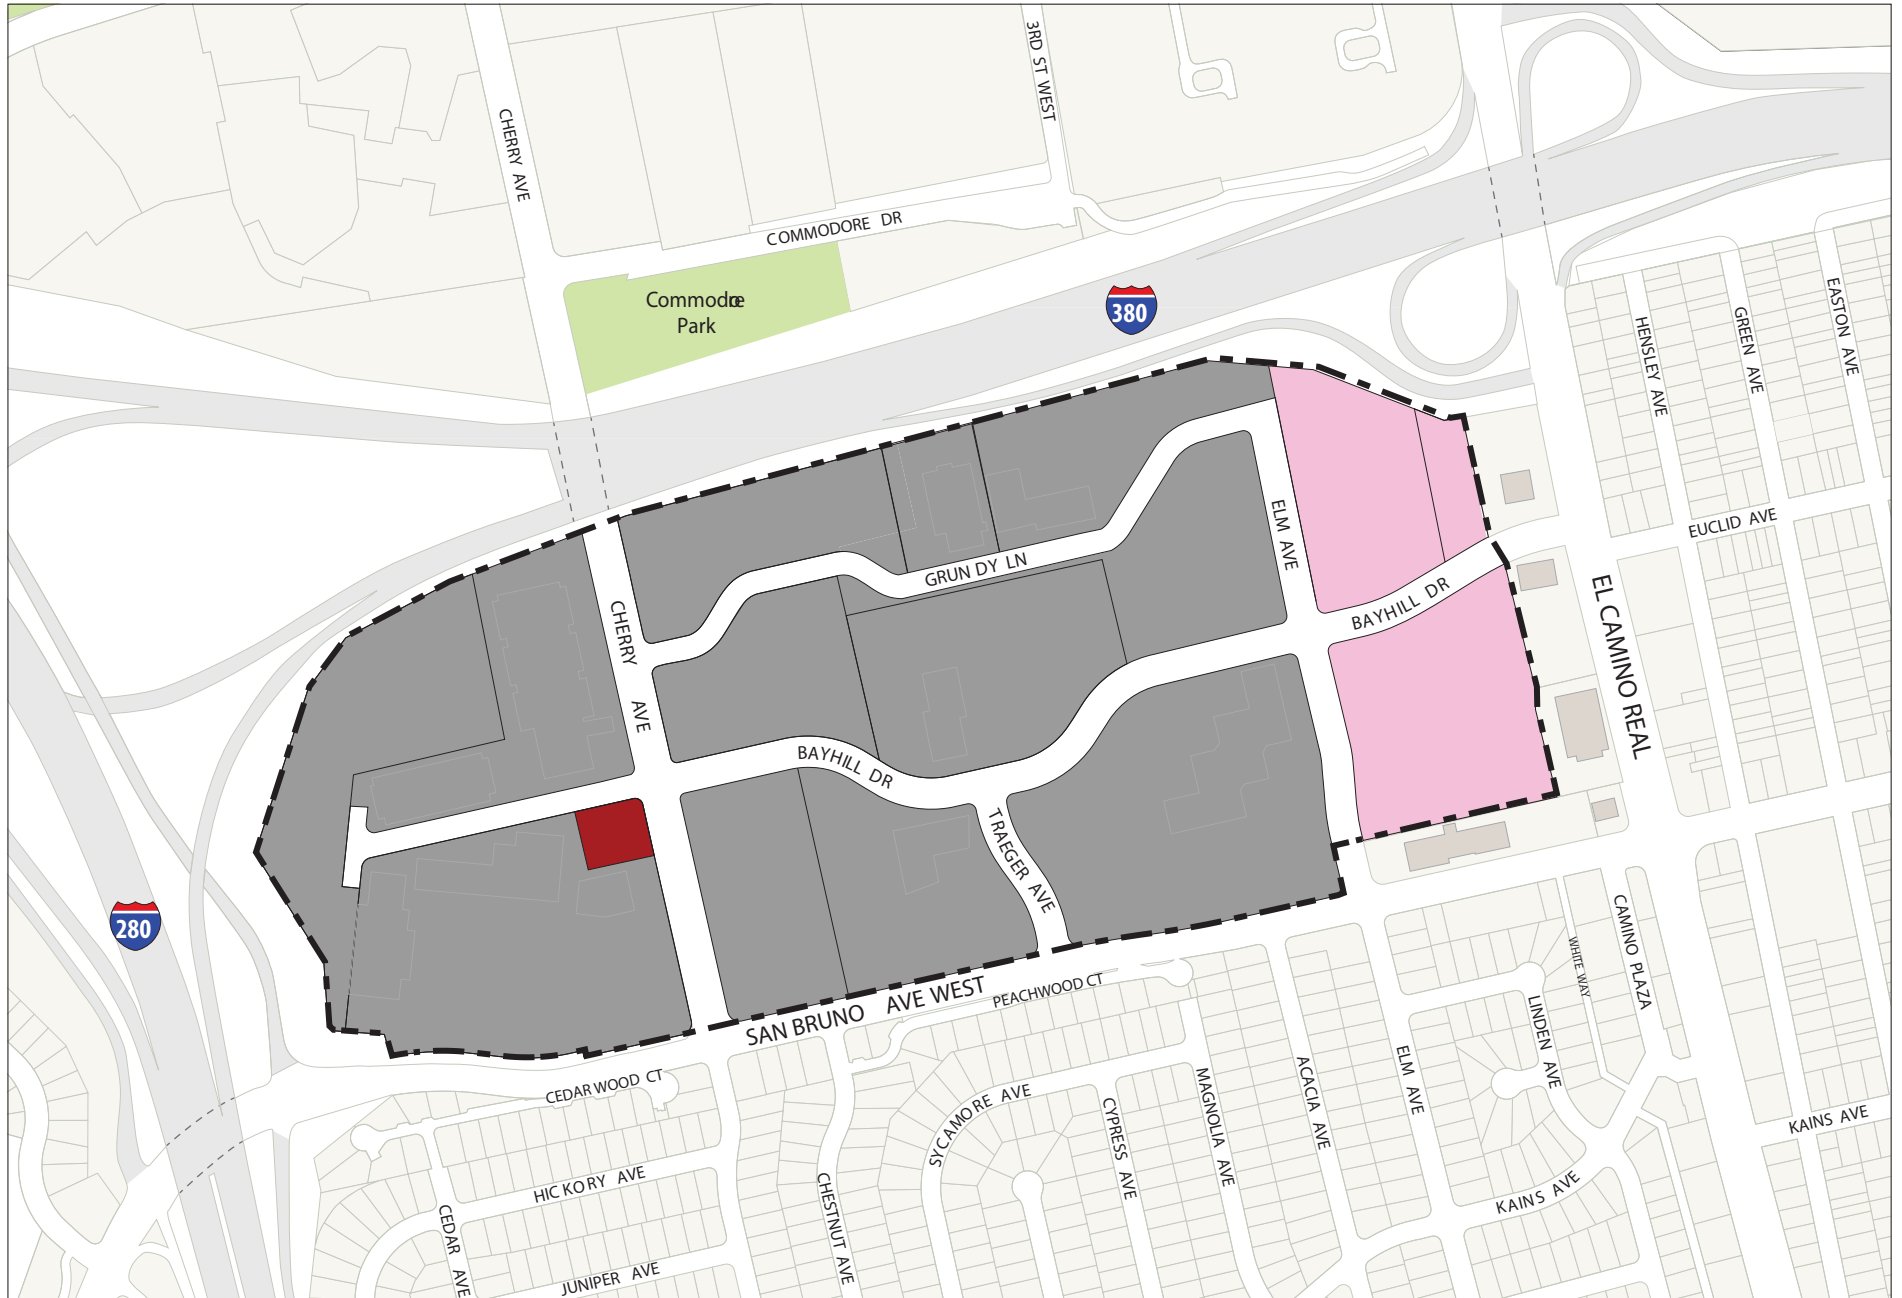 3RD ST WEST
CHERRY AVE
COMMODORE DR
Commodore
Park
380
HENSLEY AVE
GREEN AVE
EASTON AVE
EUCLID AVE
ELM AVE
GRUNDY LN
BAYHILL DR
EL CAMINO REAL
CHERRY AVE
BAYHILL DR
TRAEGER AVE
280
SAN BRUNO AVE WEST
PEACHWOOD CT
WHITE WAY
CAMINO PLAZA
LINDEN AVE
CEDARWOOD CT
SYCAMORE AVE
CYPRESS AVE
MAGNOLIA AVE
ACACIA AVE
ELM AVE
KAINS AVE
KAINS AVE
HICKORY AVE
CHESTNUT AVE
CEDAR AVE
JUNIPER AVE